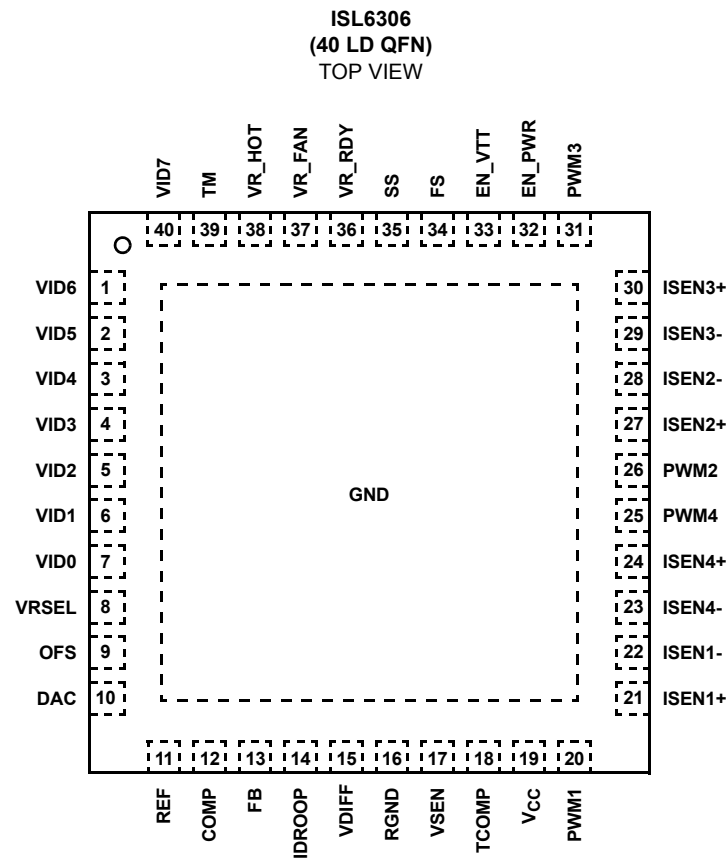 ISL6306
(40 LD QFN)
TOP VIEW
VID7
TM
VR_HOT
VR_FAN
VR_RDY
SS
FS
EN_VTT
EN_PWR
PWM3
40 39 38 37 36 35 34 33 32 31
VID6 1
VID5 2
VID4 3
VID3 4
VID2 5
VID1 6
VID0 7
VRSEL 8
OFS 9
DAC 10
GND
30 ISEN3+
29 ISEN3-
28 ISEN2-
27 ISEN2+
26 PWM2
25 PWM4
24 ISEN4+
23 ISEN4-
22 ISEN1-
21 ISEN1+
11 12 13 14 15 16 17 18 19 20
REF
COMP
FB
IDROOP
VDIFF
RGND
VSEN
TCOMP
VCC
PWM1